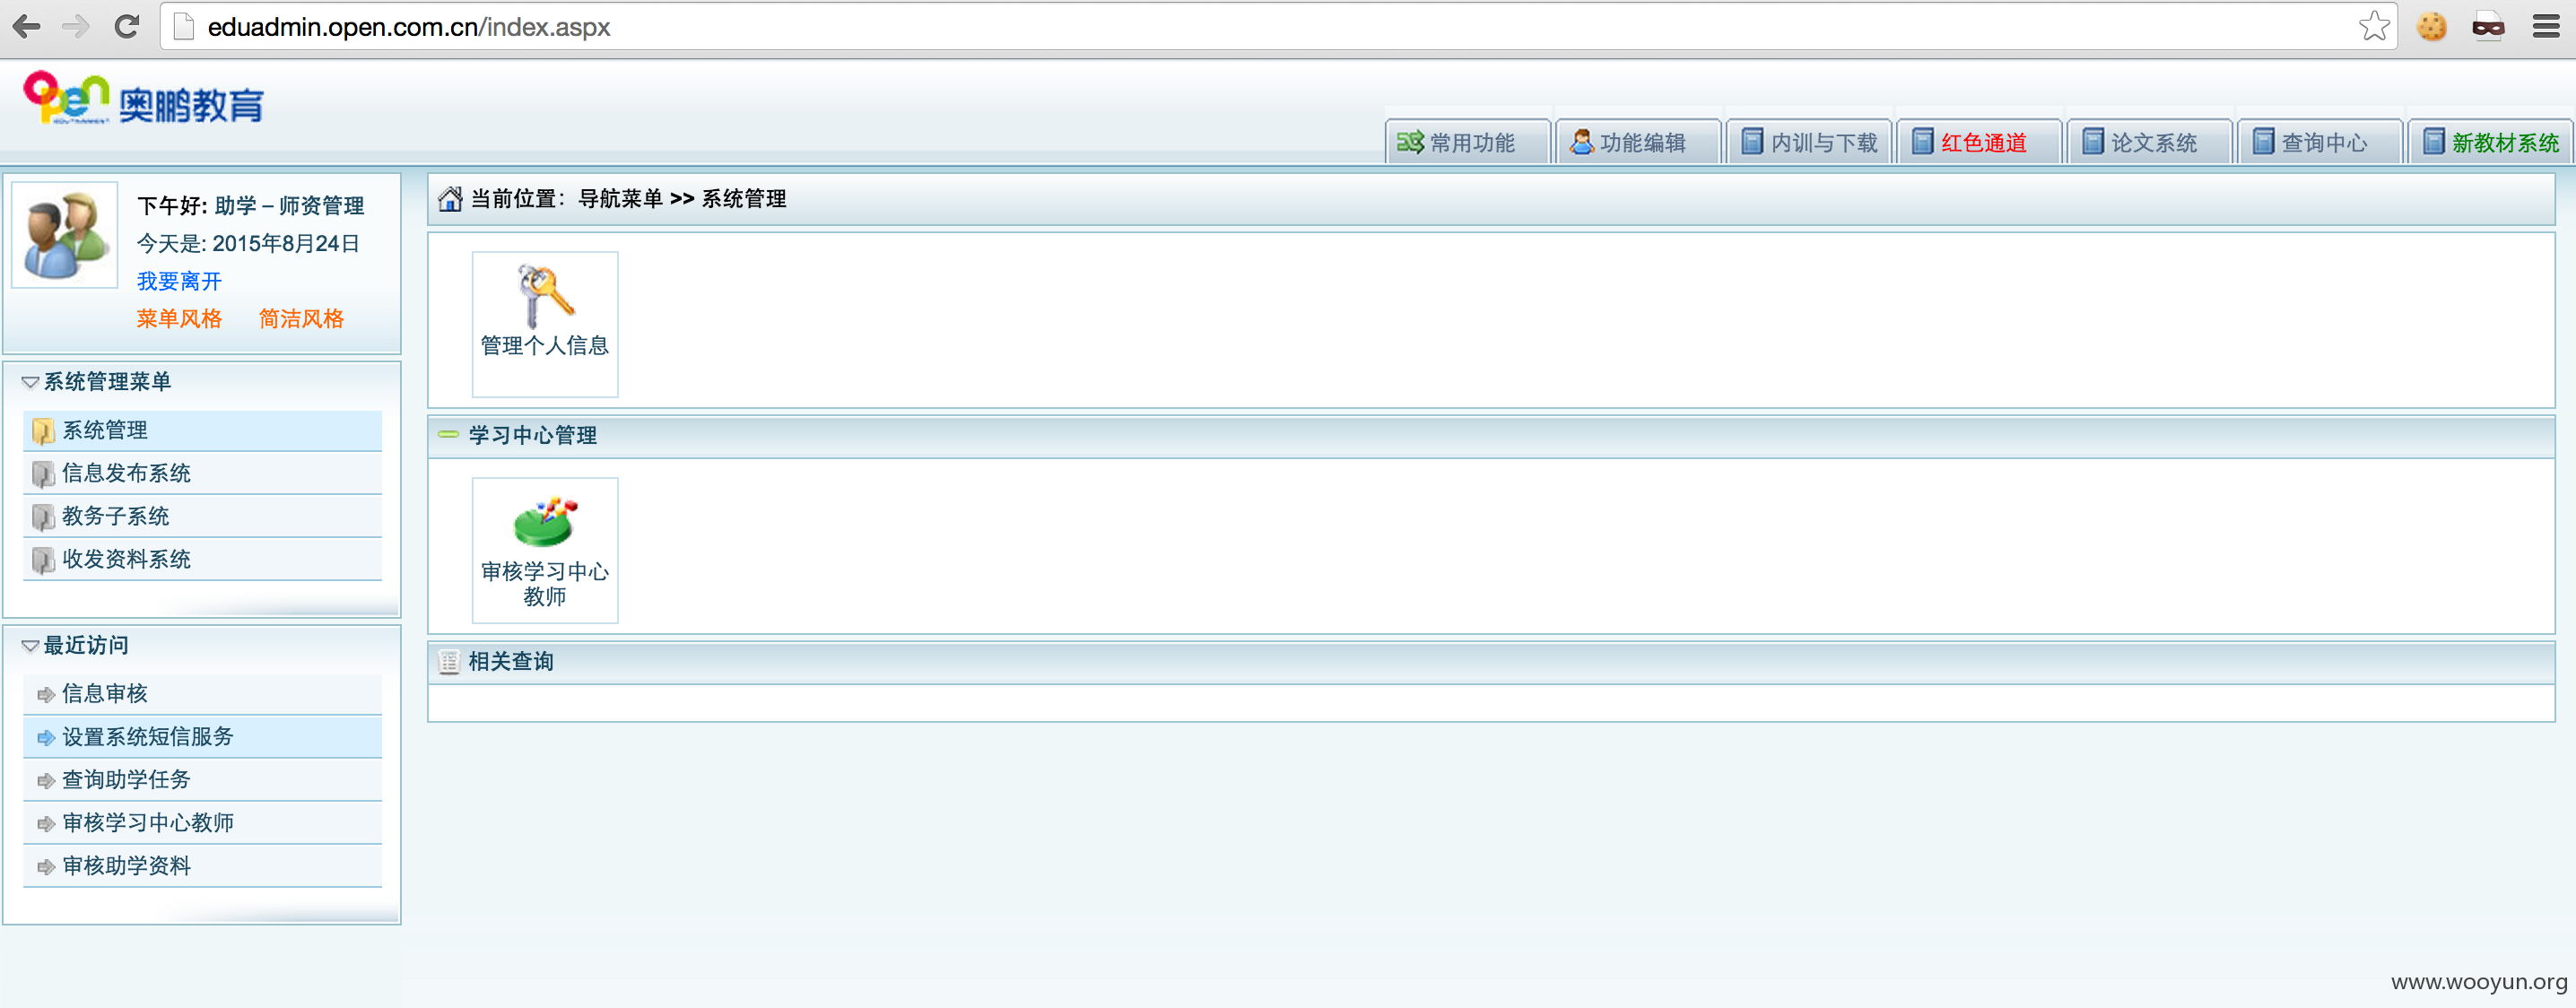 eduadmin.open.com.cn/index.aspx
open 奥鹏教育
常用功能
功能编辑
内训与下载
红色通道
论文系统
查询中心
新教材系统
下午好: 助学－师资管理
今天是: 2015年8月24日
我要离开
菜单风格 简洁风格
系统管理菜单
系统管理
信息发布系统
教务子系统
收发资料系统
最近访问
信息审核
设置系统短信服务
查询助学任务
审核学习中心教师
审核助学资料
当前位置：导航菜单 >> 系统管理
管理个人信息
学习中心管理
审核学习中心
教师
相关查询
www.wooyun.org